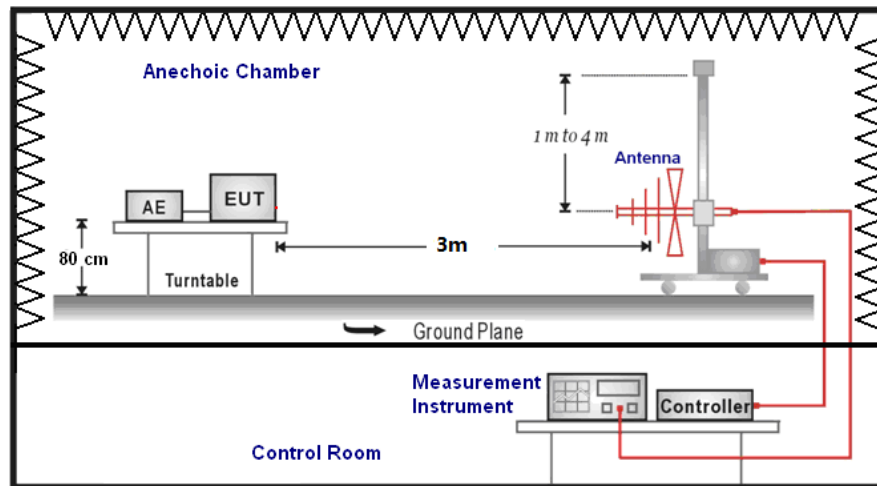 Anechoic Chamber
1 m to 4 m
Antenna
AE
EUT
3m
80 cm
Turntable
Ground Plane
Measurement
Instrument
Controller
Control Room